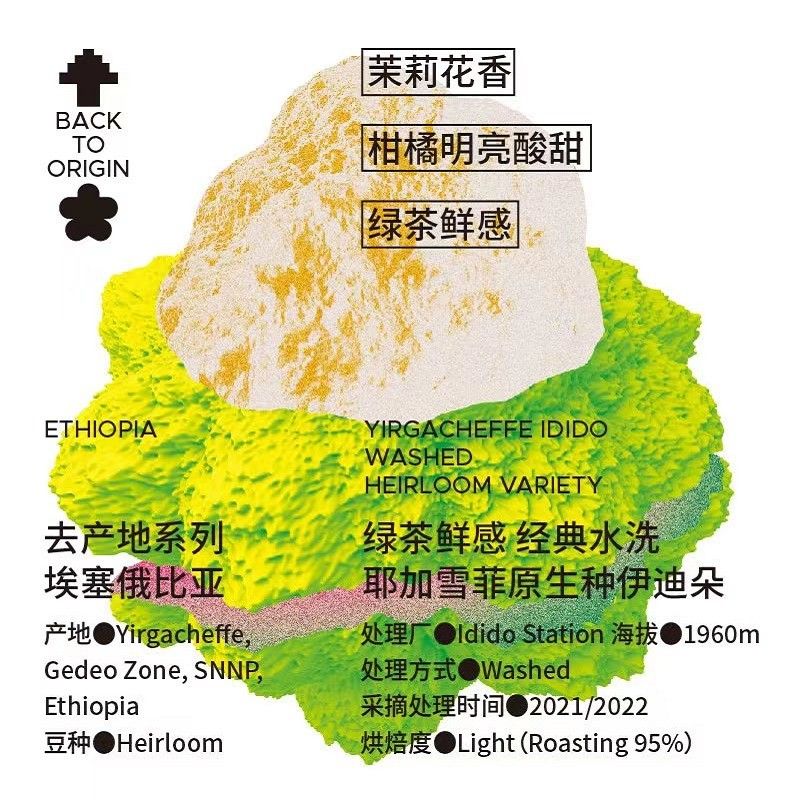 BACK
TO
ORIGIN
茉莉花香
柑橘明亮酸甜
绿茶鲜感
ETHIOPIA
YIRGACHEFFE IDIDO
WASHED
HEIRLOOM VARIETY
去产地系列
埃塞俄比亚
绿茶鲜感 经典水洗
耶加雪菲原生种伊迪朵
产地●Yirgacheffe,
Gedeo Zone, SNNP,
Ethiopia
豆种●Heirloom
处理厂●Idido Station 海拔●1960m
处理方式●Washed
采摘处理时间●2021/2022
烘焙度●Light（Roasting 95%）